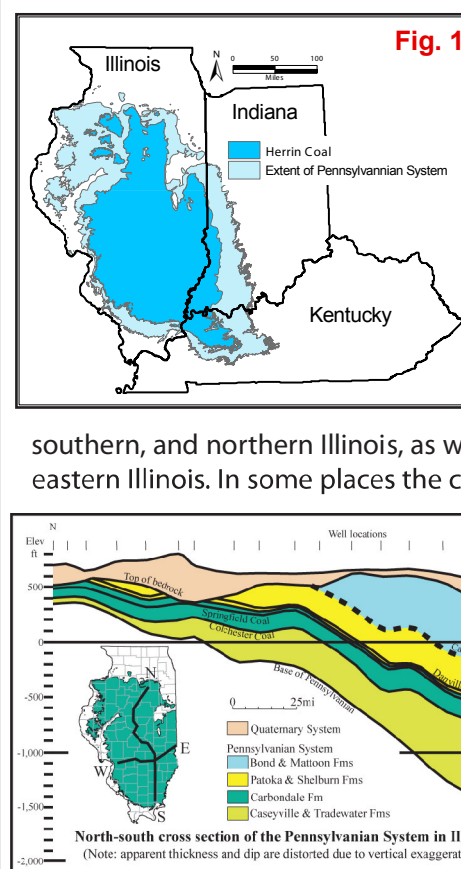 Fig. 1
Illinois
N
0 50 100
Miles
Indiana
Herrin Coal
Extent of Pennsylvannian System
Kentucky
southern, and northern Illinois, as w
eastern Illinois. In some places the c
N
Elev
ft
Well locations
Top of bedrock
500
Springfield Coal
Colchester Coal
0
Danvill
Base of Pennsylvanian
-500
N
0 25mi
Quaternary System
E
Pennsylvanian System
-1,000
W
Bond & Mattoon Fms
Patoka & Shelburn Fms
-1,500
S
Carbondale Fm
Caseyville & Tradewater Fms
North-south cross section of the Pennsylvanian System in Il
(Note: apparent thickness and dip are distorted due to vertical exaggerat
-2,000